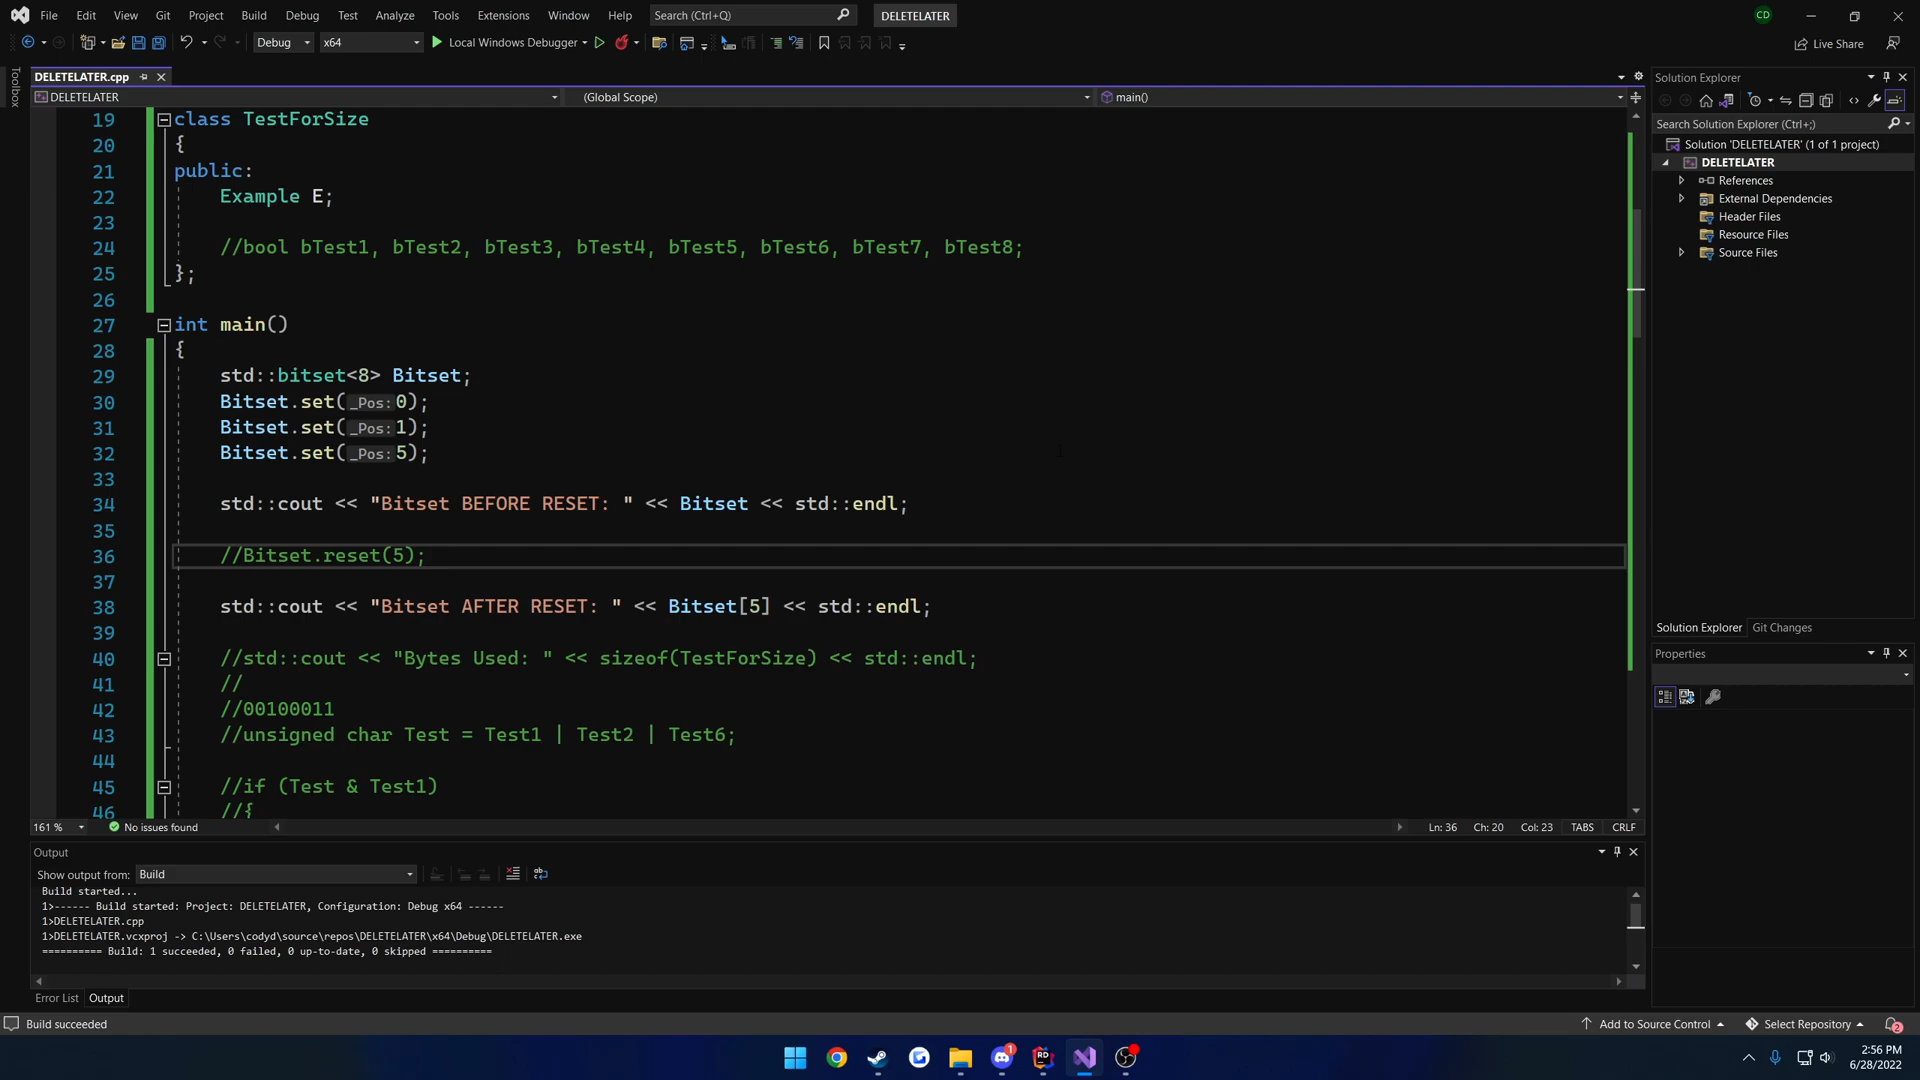 File Edit View Git Project Build Debug Test Analyze Tools Extensions Window Help Search (Ctrl+Q) DELETELATER CD
Debug x64 Local Windows Debugger Live Share
Toolbox
DELETELATER.cpp
DELETELATER (Global Scope) main()
19 class TestForSize
20 {
21 public:
22 Example E;
23
24 //bool bTest1, bTest2, bTest3, bTest4, bTest5, bTest6, bTest7, bTest8;
25 };
26
27 int main()
28 {
29 std::bitset<8> Bitset;
30 Bitset.set(_Pos:0);
31 Bitset.set(_Pos:1);
32 Bitset.set(_Pos:5);
33
34 std::cout << "Bitset BEFORE RESET: " << Bitset << std::endl;
35
36 //Bitset.reset(5);
37
38 std::cout << "Bitset AFTER RESET: " << Bitset[5] << std::endl;
39
40 //std::cout << "Bytes Used: " << sizeof(TestForSize) << std::endl;
41 //
42 //00100011
43 //unsigned char Test = Test1 | Test2 | Test6;
44
45 //if (Test & Test1)
46 //{
161 % No issues found Ln: 36 Ch: 20 Col: 23 TABS CRLF
Output
Show output from: Build
Build started...
1>------ Build started: Project: DELETELATER, Configuration: Debug x64 ------
1>DELETELATER.cpp
1>DELETELATER.vcxproj -> C:\Users\codyd\source\repos\DELETELATER\x64\Debug\DELETELATER.exe
========== Build: 1 succeeded, 0 failed, 0 up-to-date, 0 skipped ==========
Error List Output
Solution Explorer
Search Solution Explorer (Ctrl+;)
Solution 'DELETELATER' (1 of 1 project)
DELETELATER
References
External Dependencies
Header Files
Resource Files
Source Files
Solution Explorer Git Changes
Properties
Build succeeded Add to Source Control Select Repository 2
1 RD
2:56 PM
6/28/2022